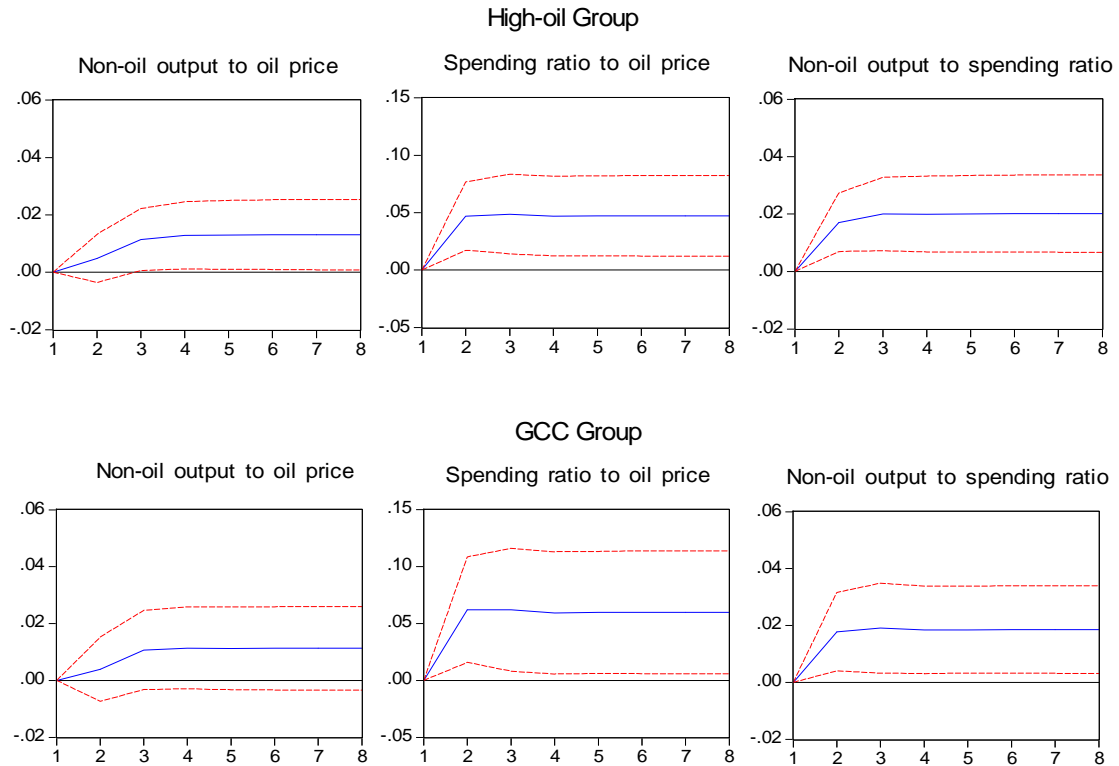 High-oil Group
Non-oil output to oil price
Spending ratio to oil price
Non-oil output to spending ratio
.06
.04
.02
.00
-.02
1 2 3 4 5 6 7 8
.15
.10
.05
.00
-.05
1 2 3 4 5 6 7 8
.06
.04
.02
.00
-.02
1 2 3 4 5 6 7 8
GCC Group
Non-oil output to oil price
Spending ratio to oil price
Non-oil output to spending ratio
.06
.04
.02
.00
-.02
1 2 3 4 5 6 7 8
.15
.10
.05
.00
-.05
1 2 3 4 5 6 7 8
.06
.04
.02
.00
-.02
1 2 3 4 5 6 7 8